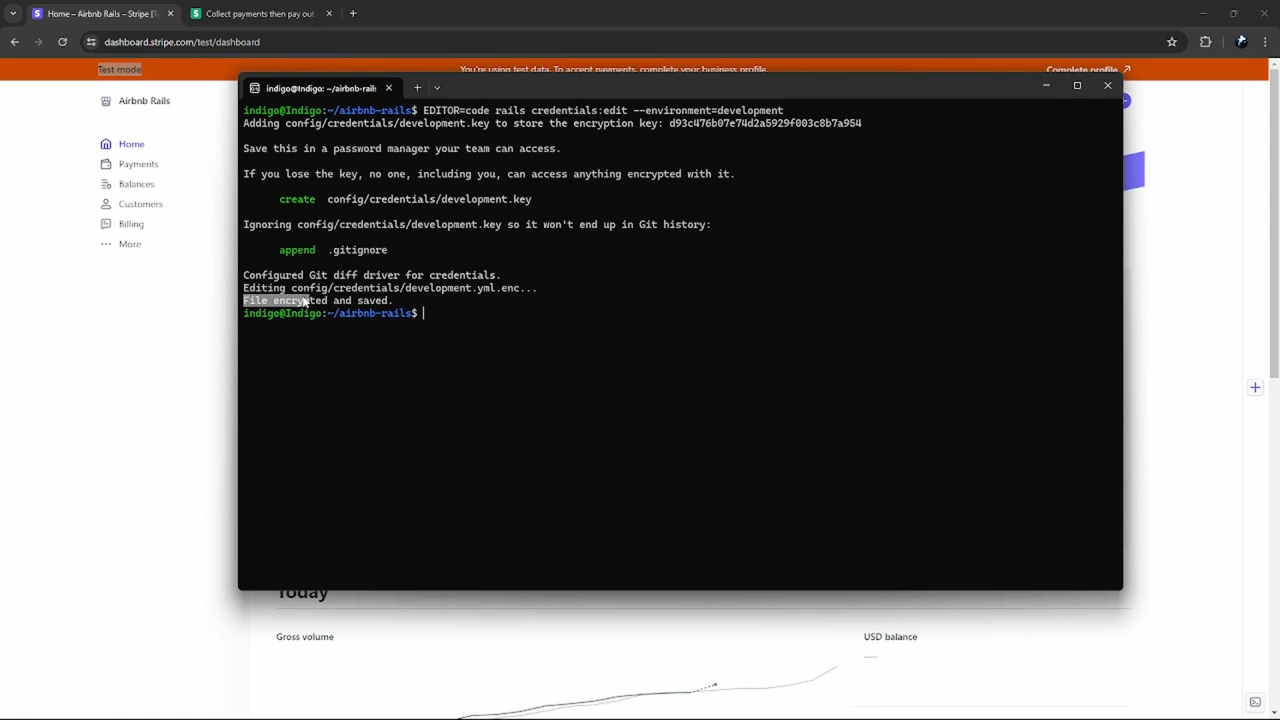 Home – Airbnb Rails – Stripe [T
Collect payments then pay out
dashboard.stripe.com/test/dashboard
Test mode
You're using test data. To accept payments, complete your business profile.
Complete profile
Airbnb Rails
Home
Payments
Balances
Customers
Billing
More
indigo@Indigo: ~/airbnb-rails
indigo@Indigo:~/airbnb-rails$ EDITOR=code rails credentials:edit --environment=development
Adding config/credentials/development.key to store the encryption key: d93c476b07e74d2a5929f003c8b7a954
Save this in a password manager your team can access.
If you lose the key, no one, including you, can access anything encrypted with it.
create config/credentials/development.key
Ignoring config/credentials/development.key so it won't end up in Git history:
append .gitignore
Configured Git diff driver for credentials.
Editing config/credentials/development.yml.enc...
File encrypted and saved.
indigo@Indigo:~/airbnb-rails$
Today
Gross volume
USD balance